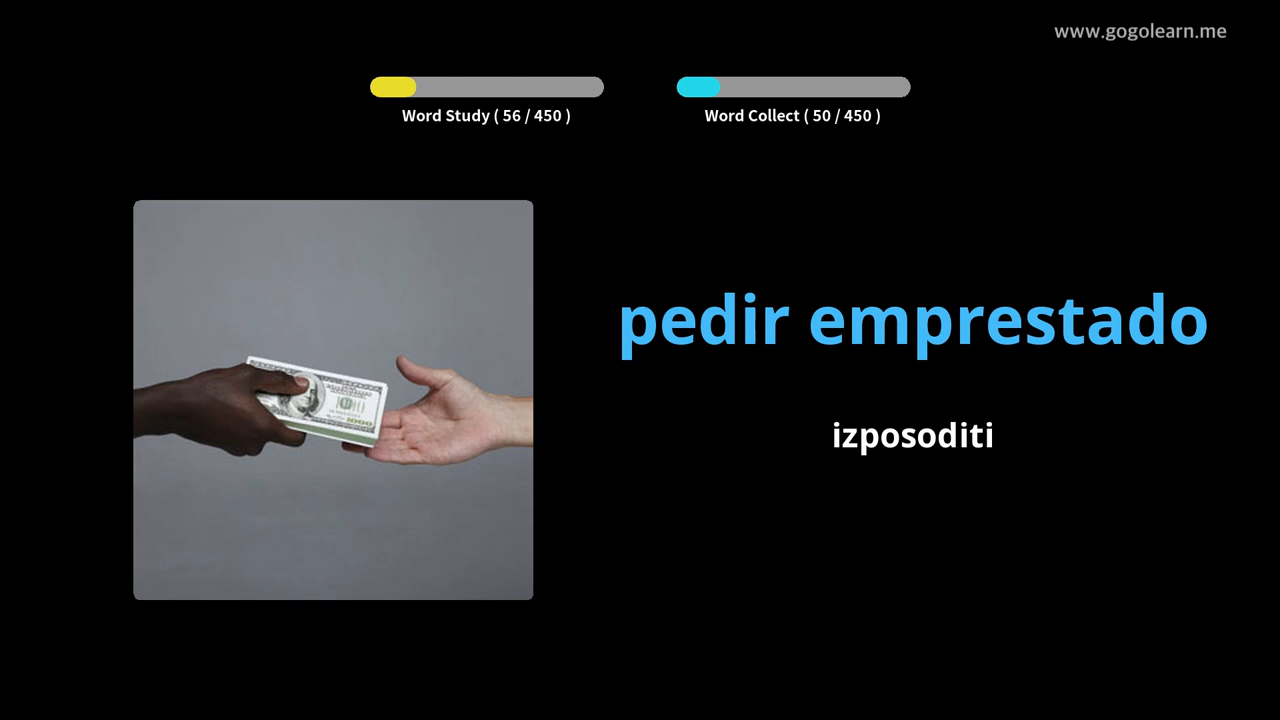 www.gogolearn.me
Word Study ( 56 / 450 )
Word Collect ( 50 / 450 )
pedir emprestado
izposoditi